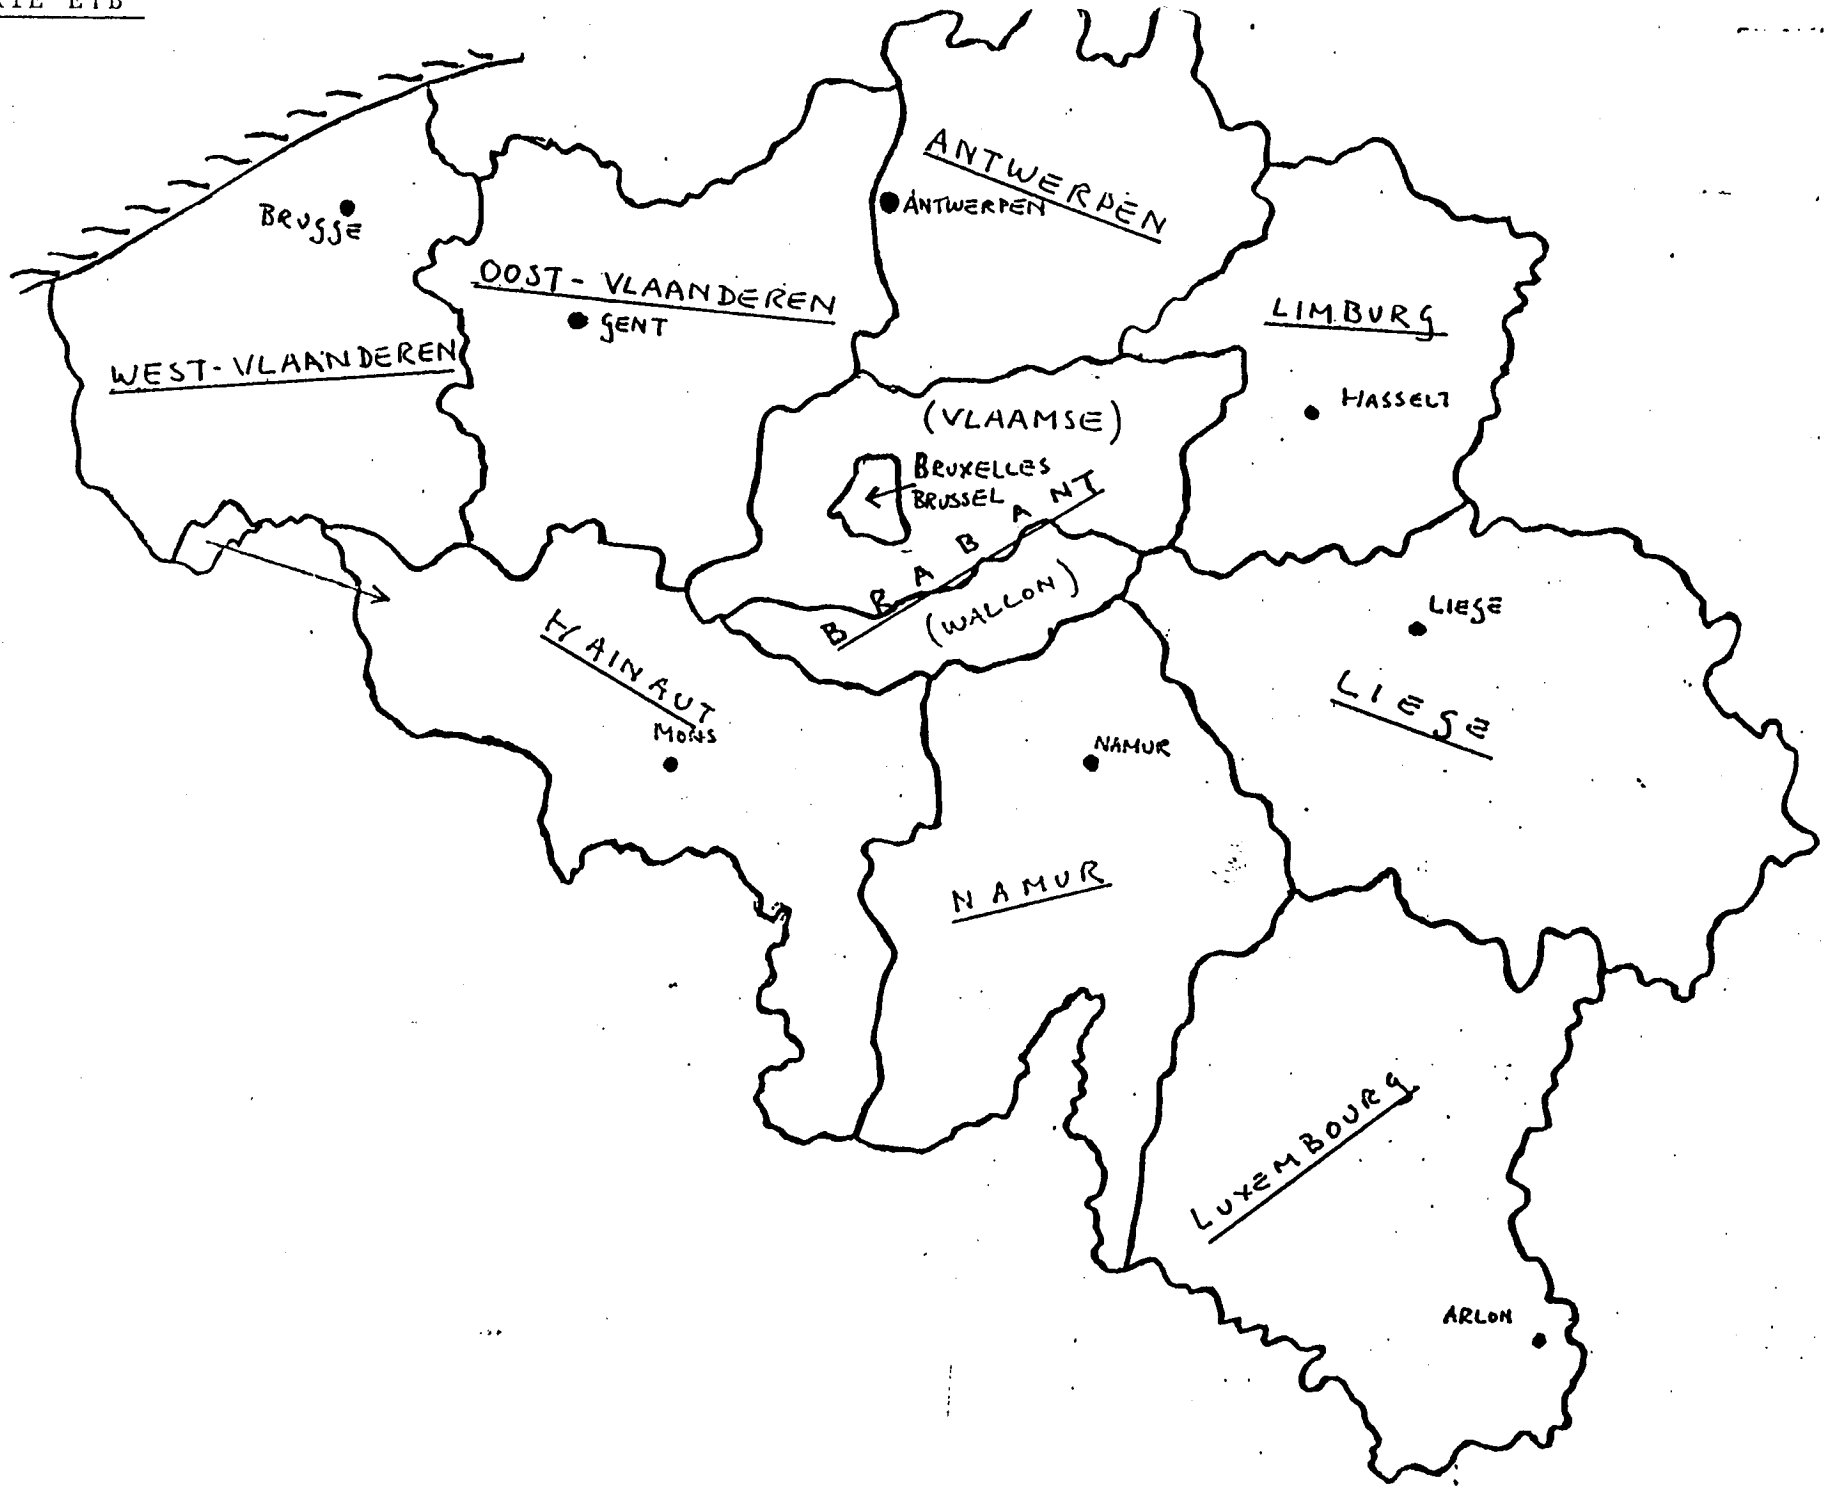 ANTWERPEN
BRUGGE
ANTWERPEN
OOST-VLAANDEREN
GENT
LIMBURG
WEST-VLAANDEREN
HASSELT
(VLAAMSE)
BRUXELLES
BRUSSEL
BRABANT
(WALLON)
LIEGE
HAINAUT
LIEGE
MONS
NAMUR
NAMUR
LUXEMBOURG
ARLON